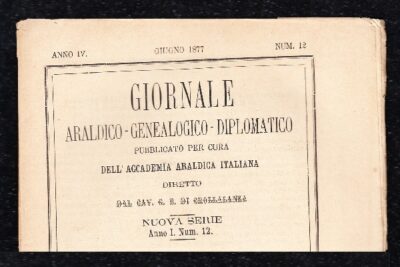 ANNO IV. GIUGNO 1877 NUM. 12
GIORNALE
ARALDICO - GENEALOGICO - DIPLOMATICO
PUBBLICATO PER CURA
DELL' ACCADEMIA ARALDICA ITALIANA
DIRETTO
DAL CAV. G. B. DI CROLLALANZA
NUOVA SERIE
Anno I. Num. 12.